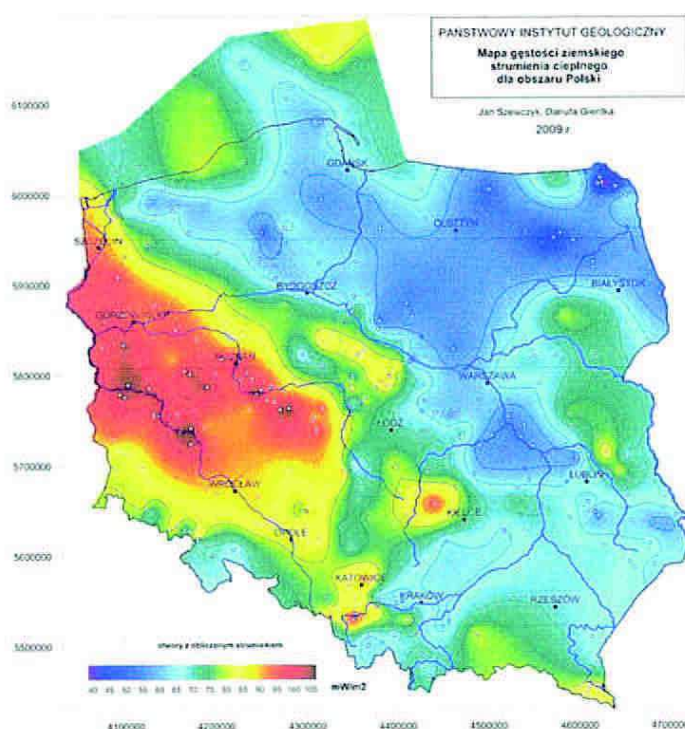 PAŃSTWOWY INSTYTUT GEOLOGICZNY
Mapa gęstości ziemskiego
strumienia cieplnego
dla obszaru Polski
Jan Szewczyk, Danuta Gientka
2009 r.
6100000
GDAŃSK
6000000
OLSZTYN
5900000
BYDGOSZCZ
BIAŁYSTOK
5800000
WARSZAWA
ŁÓDŹ
5700000
WROCŁAW
LUBLIN
KIELCE
5600000
OPOLE
KATOWICE
KRAKÓW
RZESZÓW
5500000
otwory z obliczonym strumieniem
40 45 50 55 60 65 70 75 80 85 90 95 100 105
mW/m2
4100000 4200000 4300000 4400000 4500000 4600000 4700000